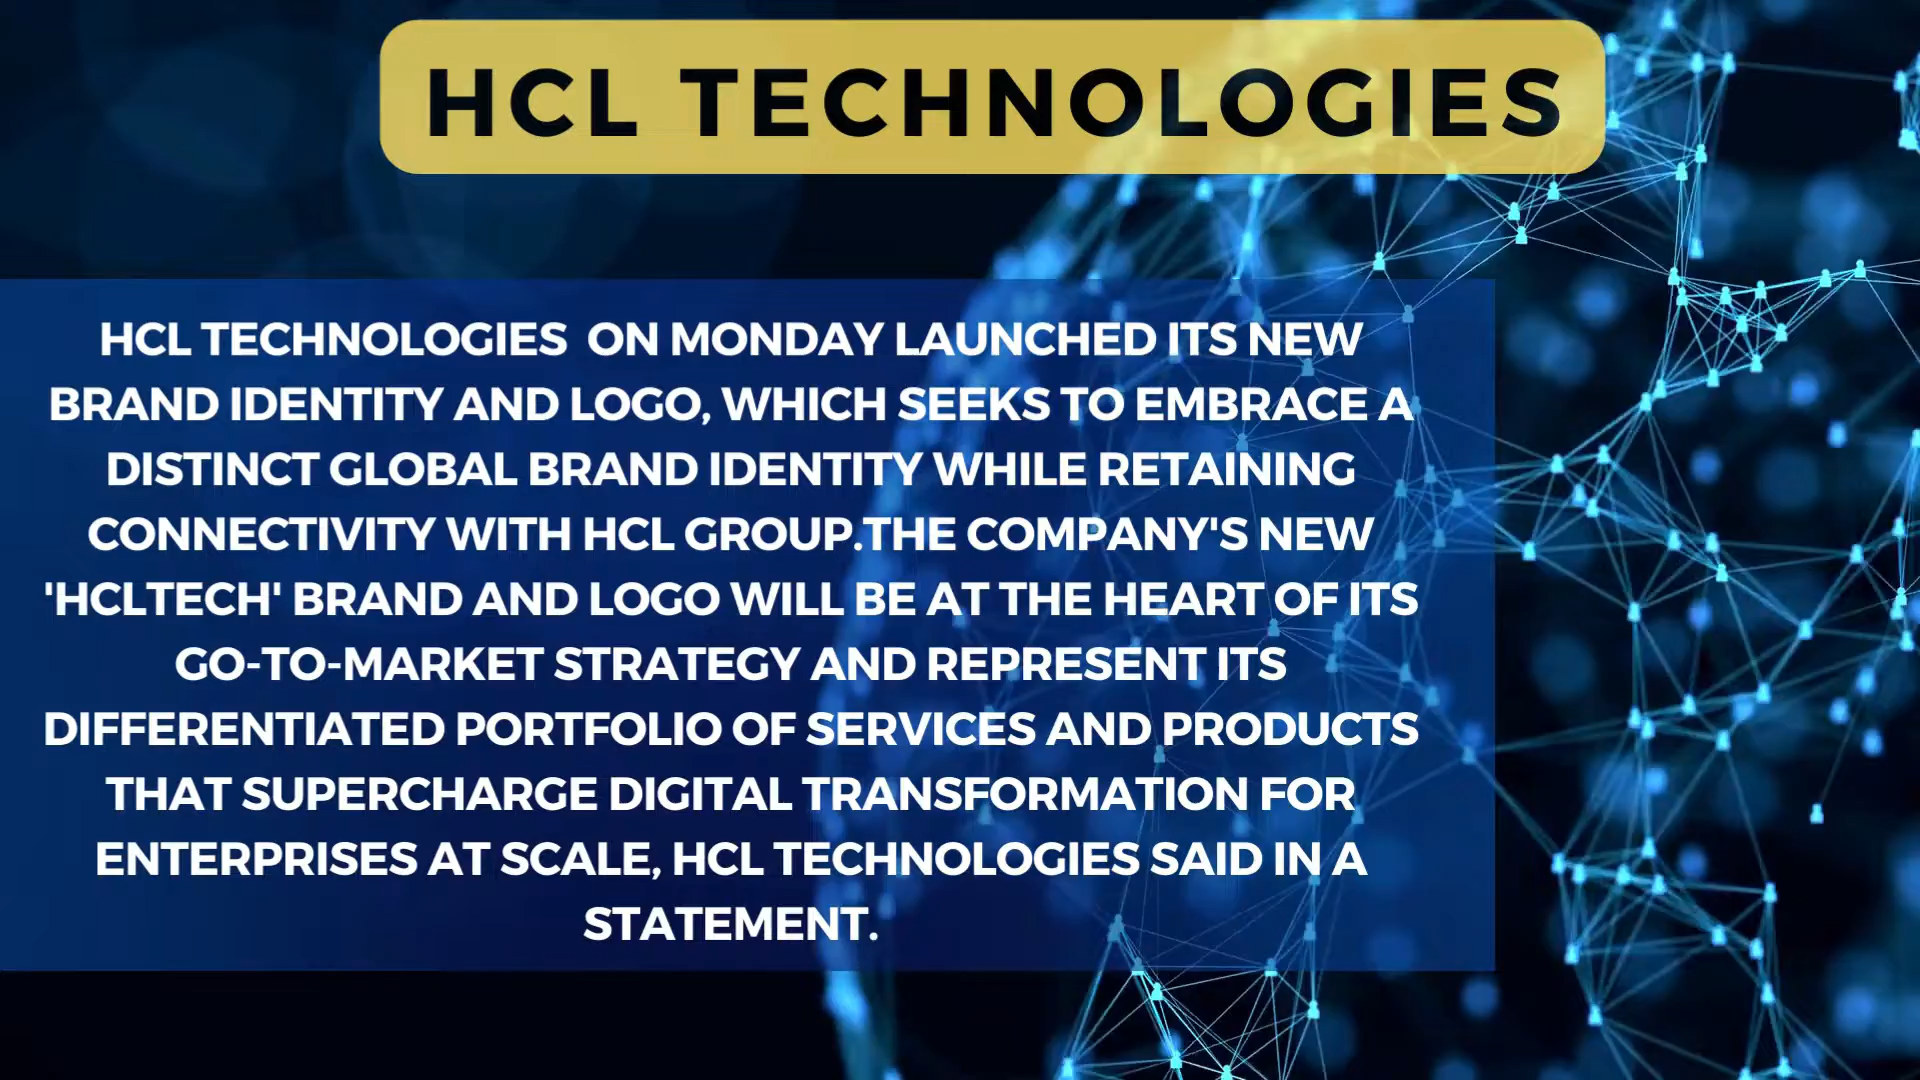 HCL TECHNOLOGIES
HCL TECHNOLOGIES ON MONDAY LAUNCHED ITS NEW
BRAND IDENTITY AND LOGO, WHICH SEEKS TO EMBRACE A
DISTINCT GLOBAL BRAND IDENTITY WHILE RETAINING
CONNECTIVITY WITH HCL GROUP.THE COMPANY'S NEW
'HCLTECH' BRAND AND LOGO WILL BE AT THE HEART OF ITS
GO-TO-MARKET STRATEGY AND REPRESENT ITS
DIFFERENTIATED PORTFOLIO OF SERVICES AND PRODUCTS
THAT SUPERCHARGE DIGITAL TRANSFORMATION FOR
ENTERPRISES AT SCALE, HCL TECHNOLOGIES SAID IN A
STATEMENT.